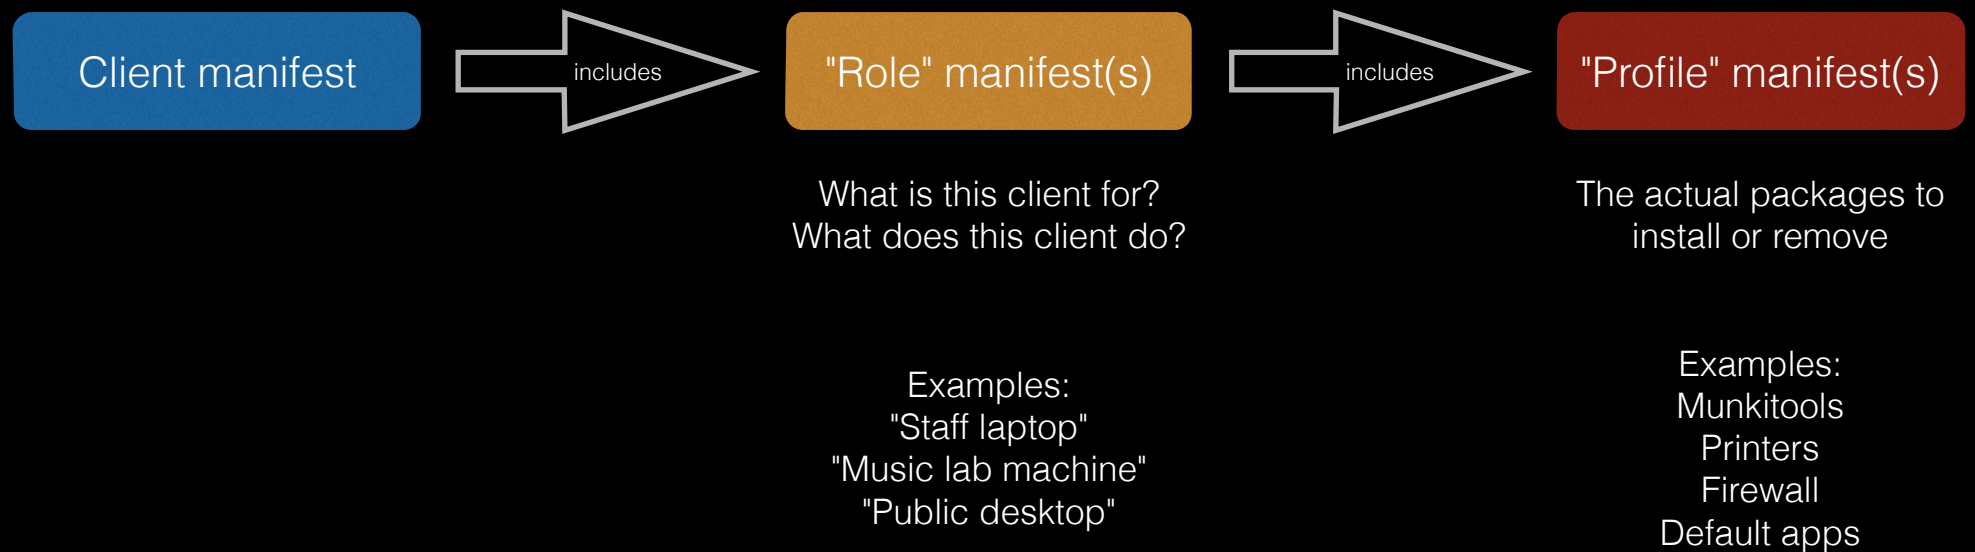 Client manifest
includes
"Role" manifest(s)
includes
"Profile" manifest(s)
What is this client for?
What does this client do?
The actual packages to
install or remove
Examples:
"Staff laptop"
"Music lab machine"
"Public desktop"
Examples:
Munkitools
Printers
Firewall
Default apps